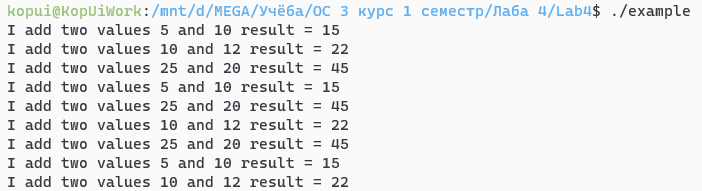 kopui@KopUiWork:/mnt/d/MEGA/Учёба/ОС 3 курс 1 семестр/Лаба 4/Lab4$ ./example
I add two values 5 and 10 result = 15
I add two values 10 and 12 result = 22
I add two values 25 and 20 result = 45
I add two values 5 and 10 result = 15
I add two values 25 and 20 result = 45
I add two values 10 and 12 result = 22
I add two values 25 and 20 result = 45
I add two values 5 and 10 result = 15
I add two values 10 and 12 result = 22